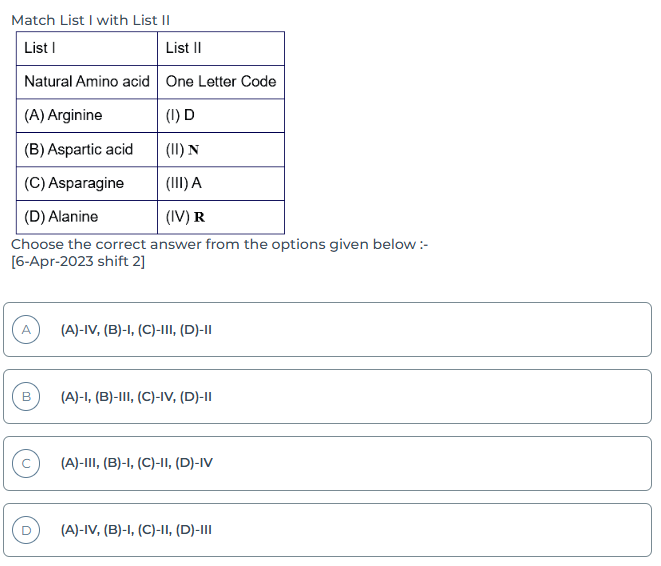 Match List I with List II
List I List II
Natural Amino acid One Letter Code
(A) Arginine (I) D
(B) Aspartic acid (II) N
(C) Asparagine (III) A
(D) Alanine (IV) R
Choose the correct answer from the options given below :-
[6-Apr-2023 shift 2]
A (A)-IV, (B)-I, (C)-III, (D)-II
B (A)-I, (B)-III, (C)-IV, (D)-II
C (A)-III, (B)-I, (C)-II, (D)-IV
D (A)-IV, (B)-I, (C)-II, (D)-III